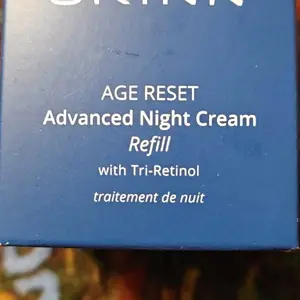 AGE RESET
Advanced Night Cream
Refill
with Tri-Retinol
traitement de nuit